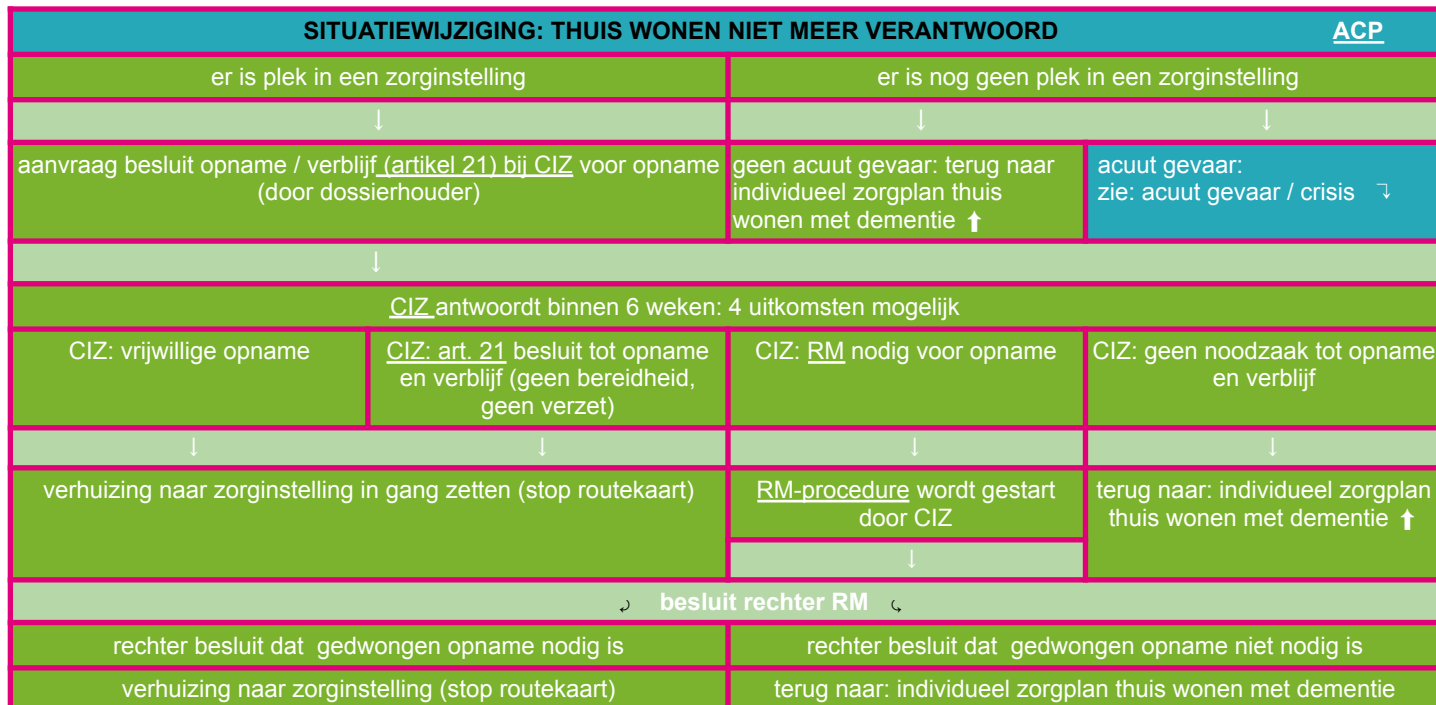 SITUATIEWIJZIGING: THUIS WONEN NIET MEER VERANTWOORD ACP
er is plek in een zorginstelling
er is nog geen plek in een zorginstelling
↓
↓
↓
aanvraag besluit opname / verblijf (artikel 21) bij CIZ voor opname
(door dossierhouder)
geen acuut gevaar: terug naar
individueel zorgplan thuis
wonen met dementie ⬆
acuut gevaar:
zie: acuut gevaar / crisis ⮧
↓
CIZ antwoordt binnen 6 weken: 4 uitkomsten mogelijk
CIZ: vrijwillige opname
CIZ: art. 21 besluit tot opname
en verblijf (geen bereidheid,
geen verzet)
CIZ: RM nodig voor opname
CIZ: geen noodzaak tot opname
en verblijf
↓
↓
↓
↓
verhuizing naar zorginstelling in gang zetten (stop routekaart)
RM-procedure wordt gestart
door CIZ
terug naar: individueel zorgplan
thuis wonen met dementie ⬆
↓
⤾ besluit rechter RM ⤿
rechter besluit dat  gedwongen opname nodig is
rechter besluit dat  gedwongen opname niet nodig is
verhuizing naar zorginstelling (stop routekaart)
terug naar: individueel zorgplan thuis wonen met dementie